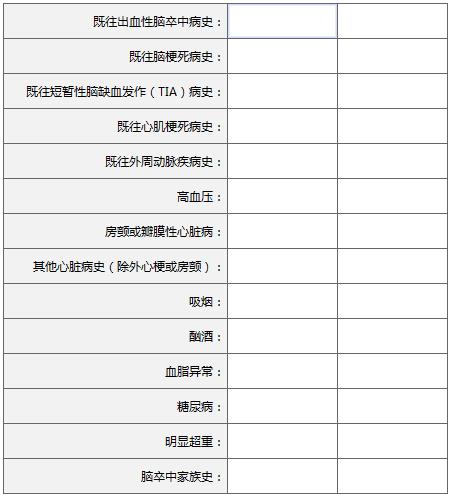 既往出血性脑卒中病史：
既往脑梗死病史：
既往短暂性脑缺血发作（TIA）病史：
既往心肌梗死病史：
既往外周动脉疾病史：
高血压：
房颤或瓣膜性心脏病：
其他心脏病史（除外心梗或房颤）：
吸烟：
酗酒：
血脂异常：
糖尿病：
明显超重：
脑卒中家族史：